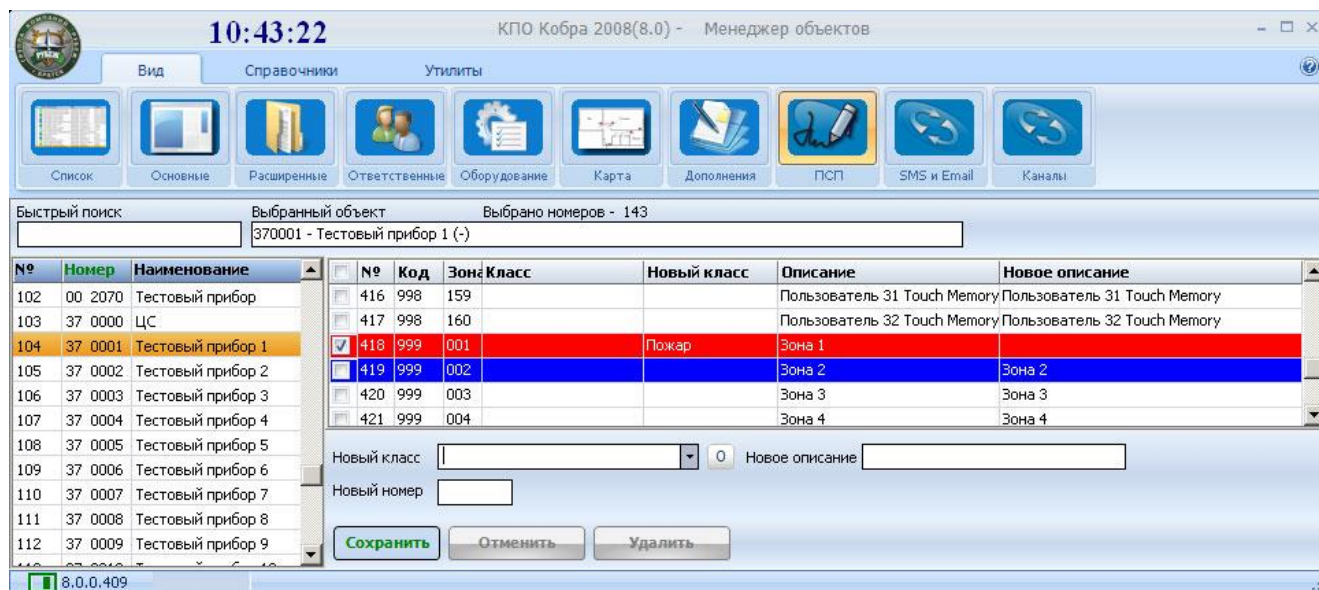 10:43:22
КПО Кобра 2008(8.0) - Менеджер объектов
Вид Справочники Утилиты
Список Основные Расширенные Ответственные Оборудование Карта Дополнения ПСП SMS и Email Каналы
Быстрый поиск Выбранный объект Выбрано номеров - 143
370001 - Тестовый прибор 1 (-)
№ Номер Наименование
102 00 2070 Тестовый прибор
103 37 0000 ЦС
104 37 0001 Тестовый прибор 1
105 37 0002 Тестовый прибор 2
106 37 0003 Тестовый прибор 3
107 37 0004 Тестовый прибор 4
108 37 0005 Тестовый прибор 5
109 37 0006 Тестовый прибор 6
110 37 0007 Тестовый прибор 7
111 37 0008 Тестовый прибор 8
112 37 0009 Тестовый прибор 9
№ Код Зона Класс Новый класс Описание Новое описание
416 998 159 Пользователь 31 Touch Memory Пользователь 31 Touch Memory
417 998 160 Пользователь 32 Touch Memory Пользователь 32 Touch Memory
418 999 001 Пожар Зона 1
419 999 002 Зона 2 Зона 2
420 999 003 Зона 3 Зона 3
421 999 004 Зона 4 Зона 4
Новый класс О Новое описание
Новый номер
Сохранить Отменить Удалить
8.0.0.409